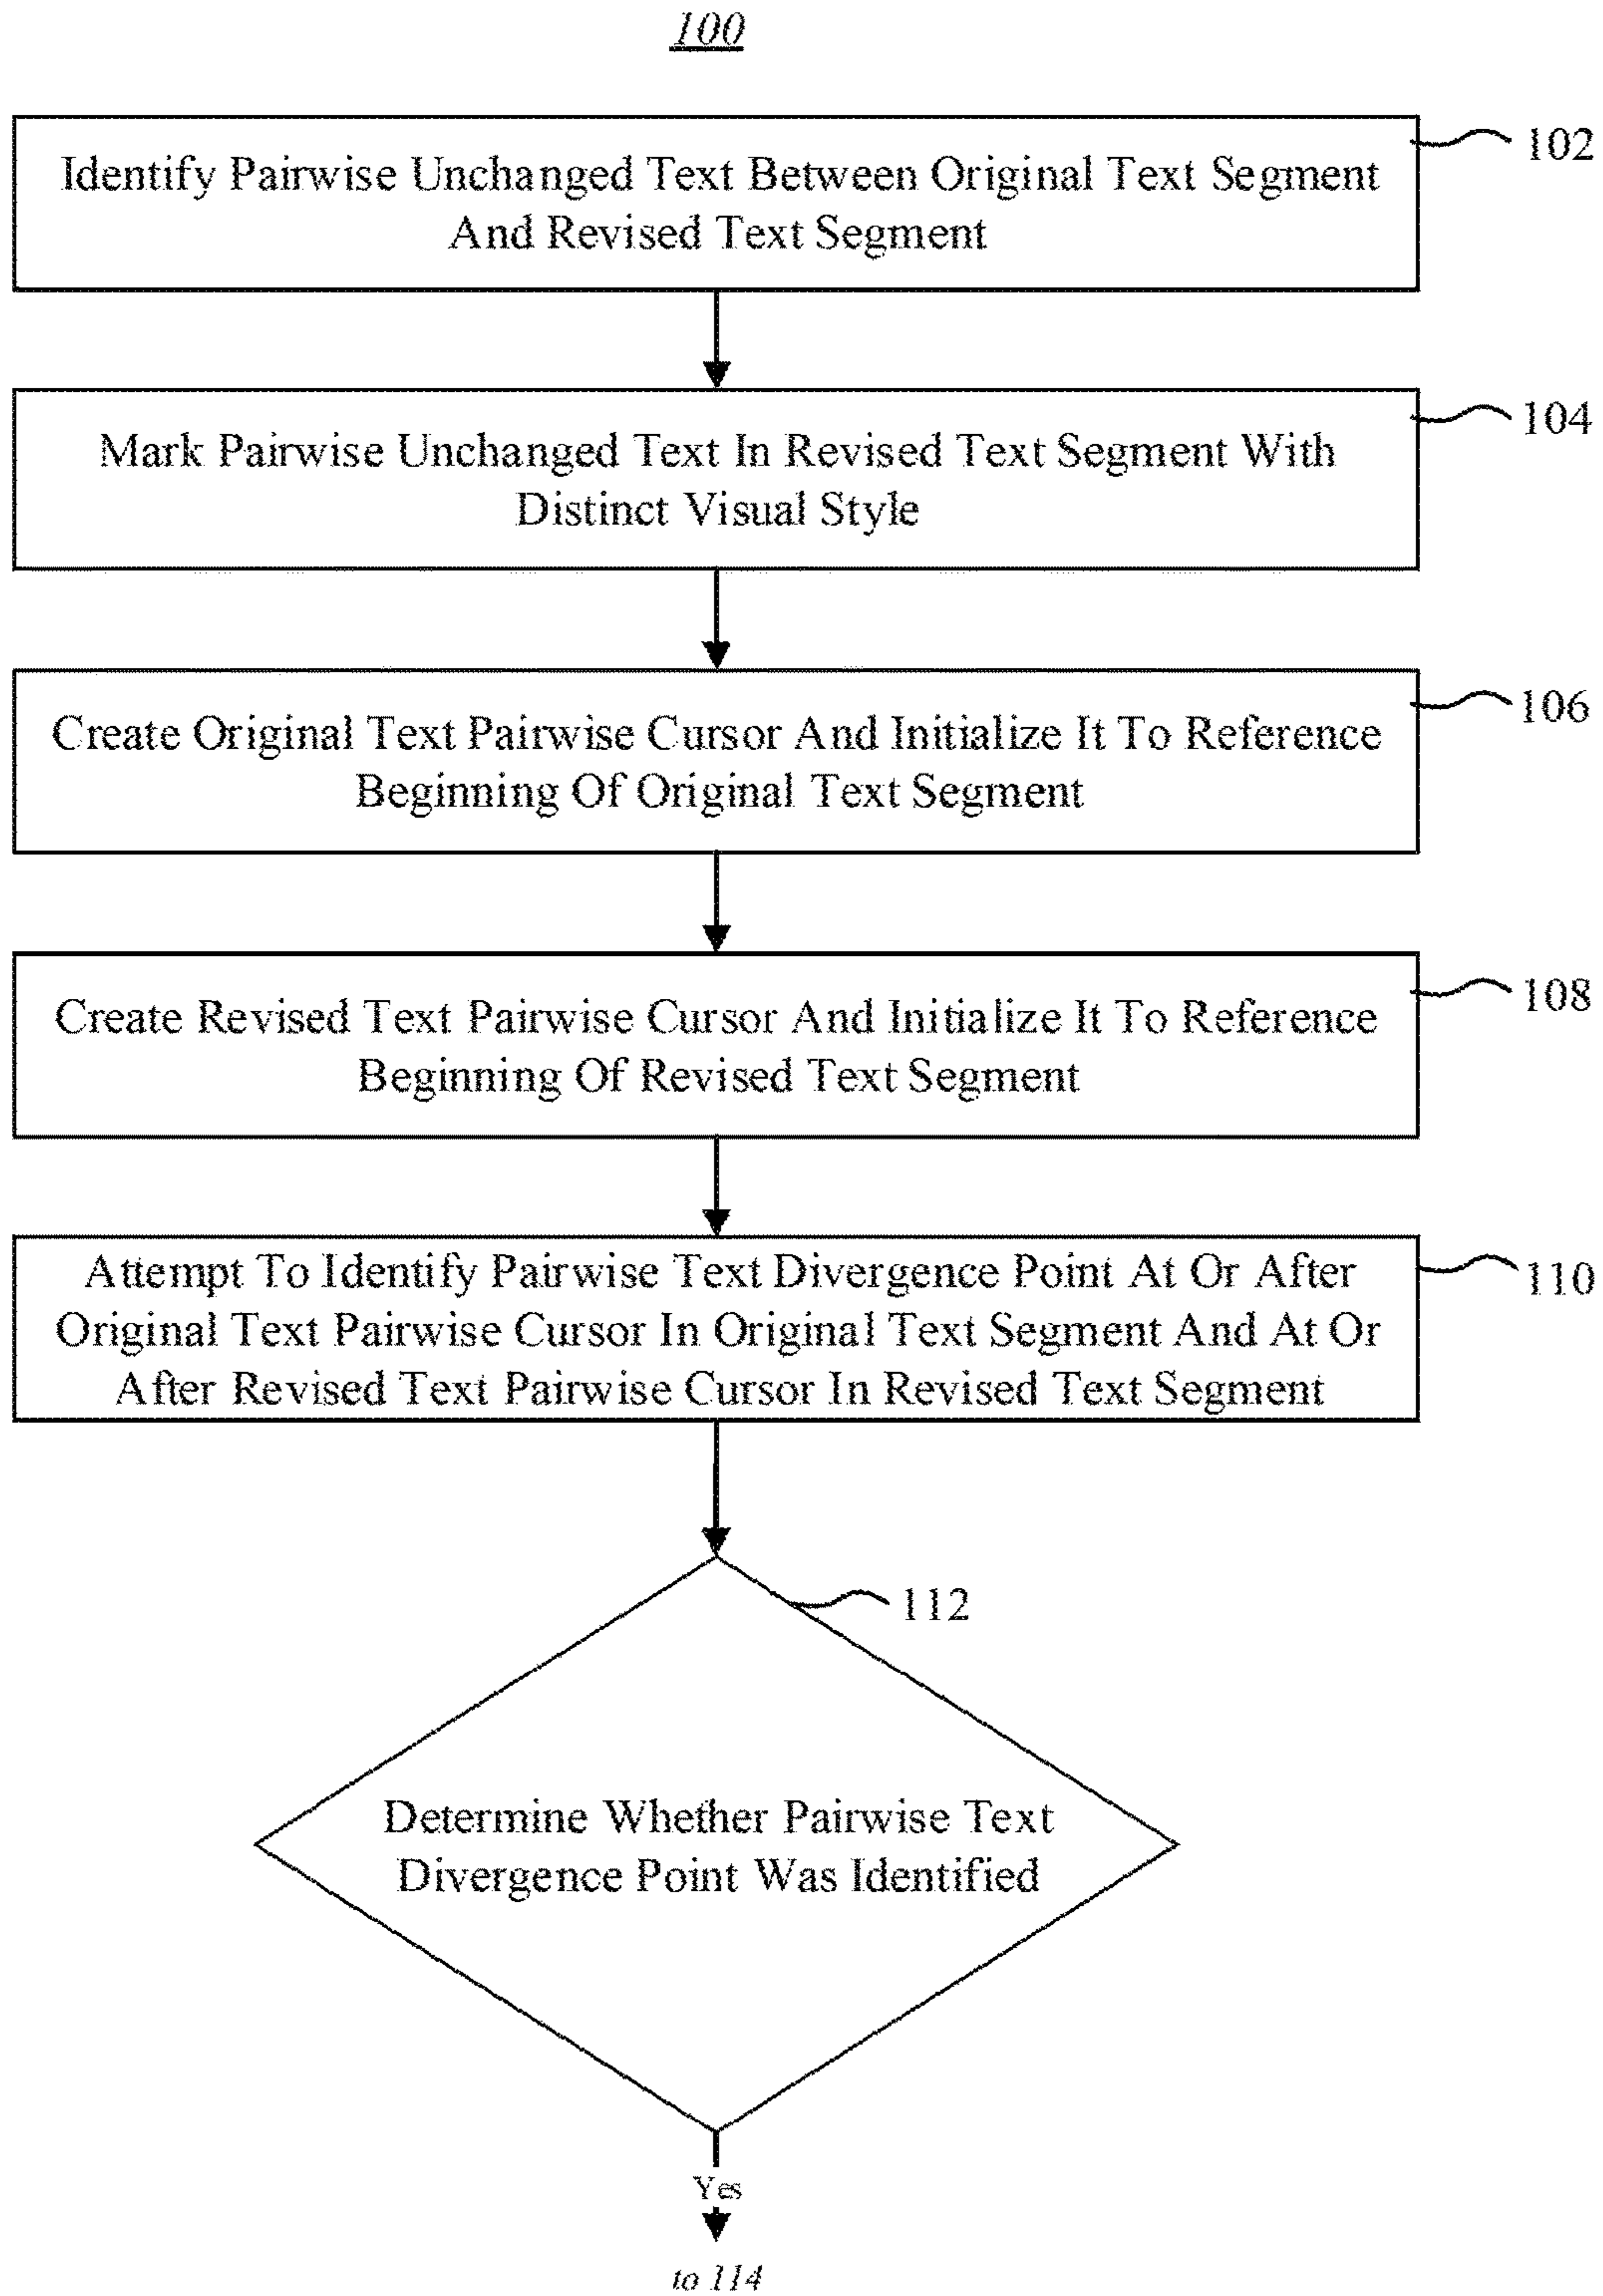 100
102
Identify Pairwise Unchanged Text Between Original Text Segment
And Revised Text Segment
104
Mark Pairwise Unchanged Text In Revised Text Segment With
Distinct Visual Style
106
Create Original Text Pairwise Cursor And Initialize It To Reference
Beginning Of Original Text Segment
108
Create Revised Text Pairwise Cursor And Initialize It To Reference
Beginning Of Revised Text Segment
110
Attempt To Identify Pairwise Text Divergence Point At Or After
Original Text Pairwise Cursor In Original Text Segment And At Or
After Revised Text Pairwise Cursor In Revised Text Segment
112
Determine Whether Pairwise Text
Divergence Point Was Identified
Yes
to 114